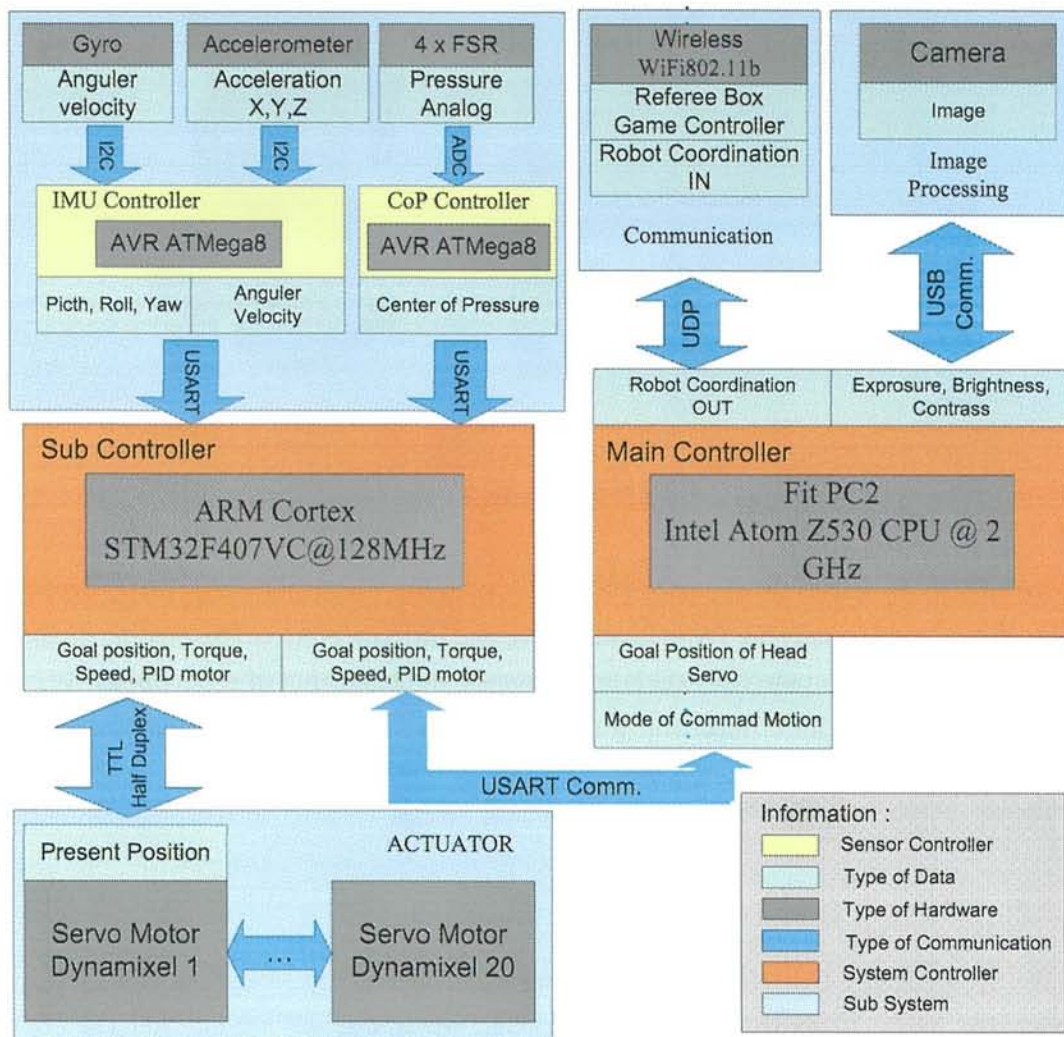 Gyro
Anguler
velocity
Accelerometer
Acceleration
X,Y,Z
4 x FSR
Pressure
Analog
I2C
I2C
ADC
IMU Controller
AVR ATMega8
CoP Controller
AVR ATMega8
Picth, Roll, Yaw
Anguler
Velocity
Center of Pressure
USART
USART
Wireless
WiFi802.11b
Referee Box
Game Controller
Robot Coordination
IN
Communication
Camera
Image
Image
Processing
UDP
USB
Comm.
Robot Coordination
OUT
Exprosure, Brightness,
Contrass
Sub Controller
ARM Cortex
STM32F407VC@128MHz
Main Controller
Fit PC2
Intel Atom Z530 CPU @ 2
GHz
Goal position, Torque,
Speed, PID motor
Goal position, Torque,
Speed, PID motor
Goal Position of Head
Servo
Mode of Commad Motion
TTL
Half Duplex
USART Comm.
Present Position
ACTUATOR
Servo Motor
Dynamixel 1
...
Servo Motor
Dynamixel 20
Information :
Sensor Controller
Type of Data
Type of Hardware
Type of Communication
System Controller
Sub System